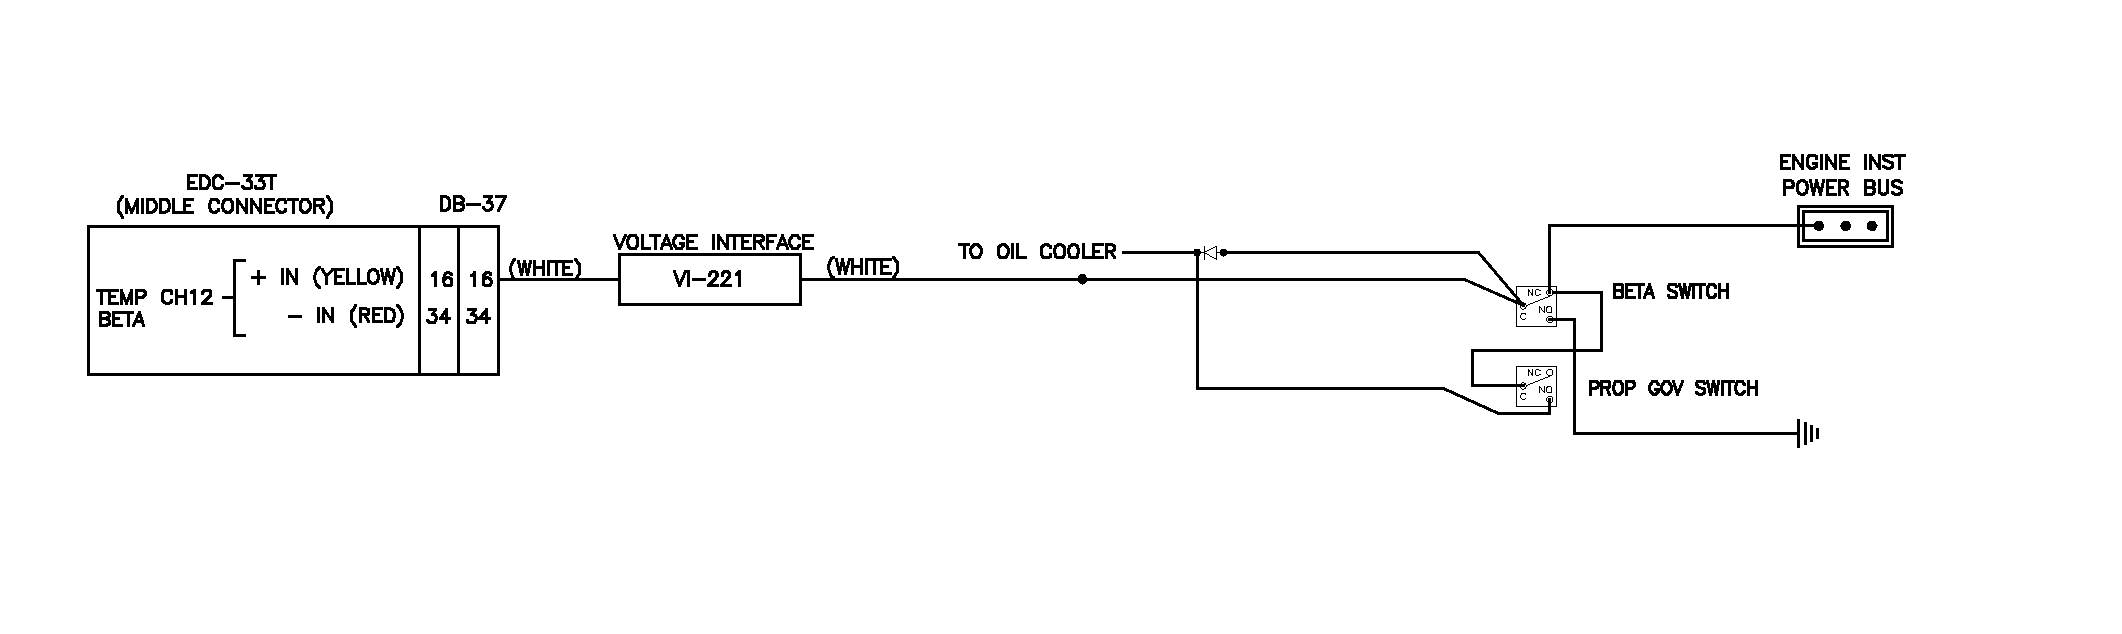 ENGINE INST
POWER BUS
EDC-33T
(MIDDLE CONNECTOR)
DB-37
VOLTAGE INTERFACE
VI-221
(WHITE)
(WHITE)
TO OIL COOLER
+ IN (YELLOW)
16
16
TEMP CH12
BETA
- IN (RED)
34
34
NC
NO
C
BETA SWITCH
NC
NO
C
PROP GOV SWITCH